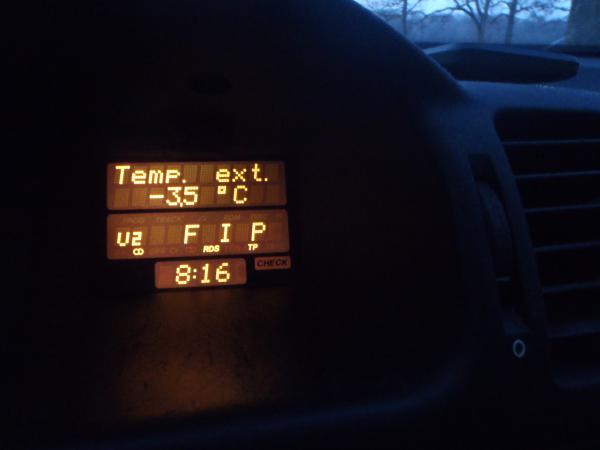 Temp. ext.
-3,5 °C
U2 F I P
RDS TP
8:16 CHECK